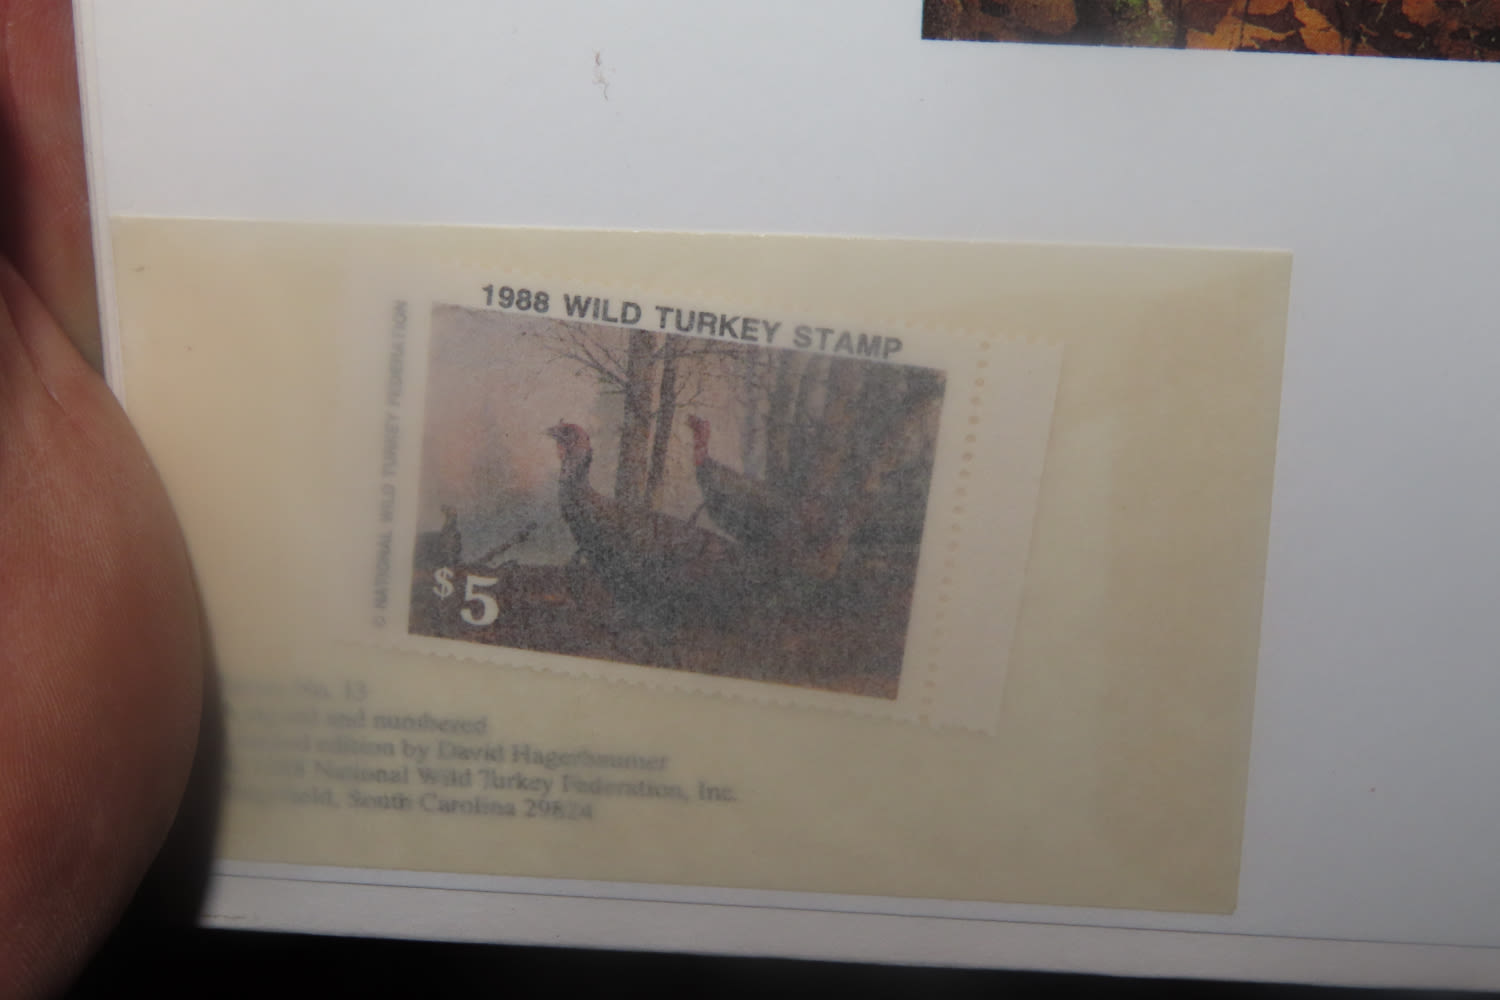 1988 WILD TURKEY STAMP
© NATIONAL WILD TURKEY FEDERATION
$5
No. 13
and numbered
edition by David Hagerbaumer
National Wild Turkey Federation, Inc.
South Carolina 29824